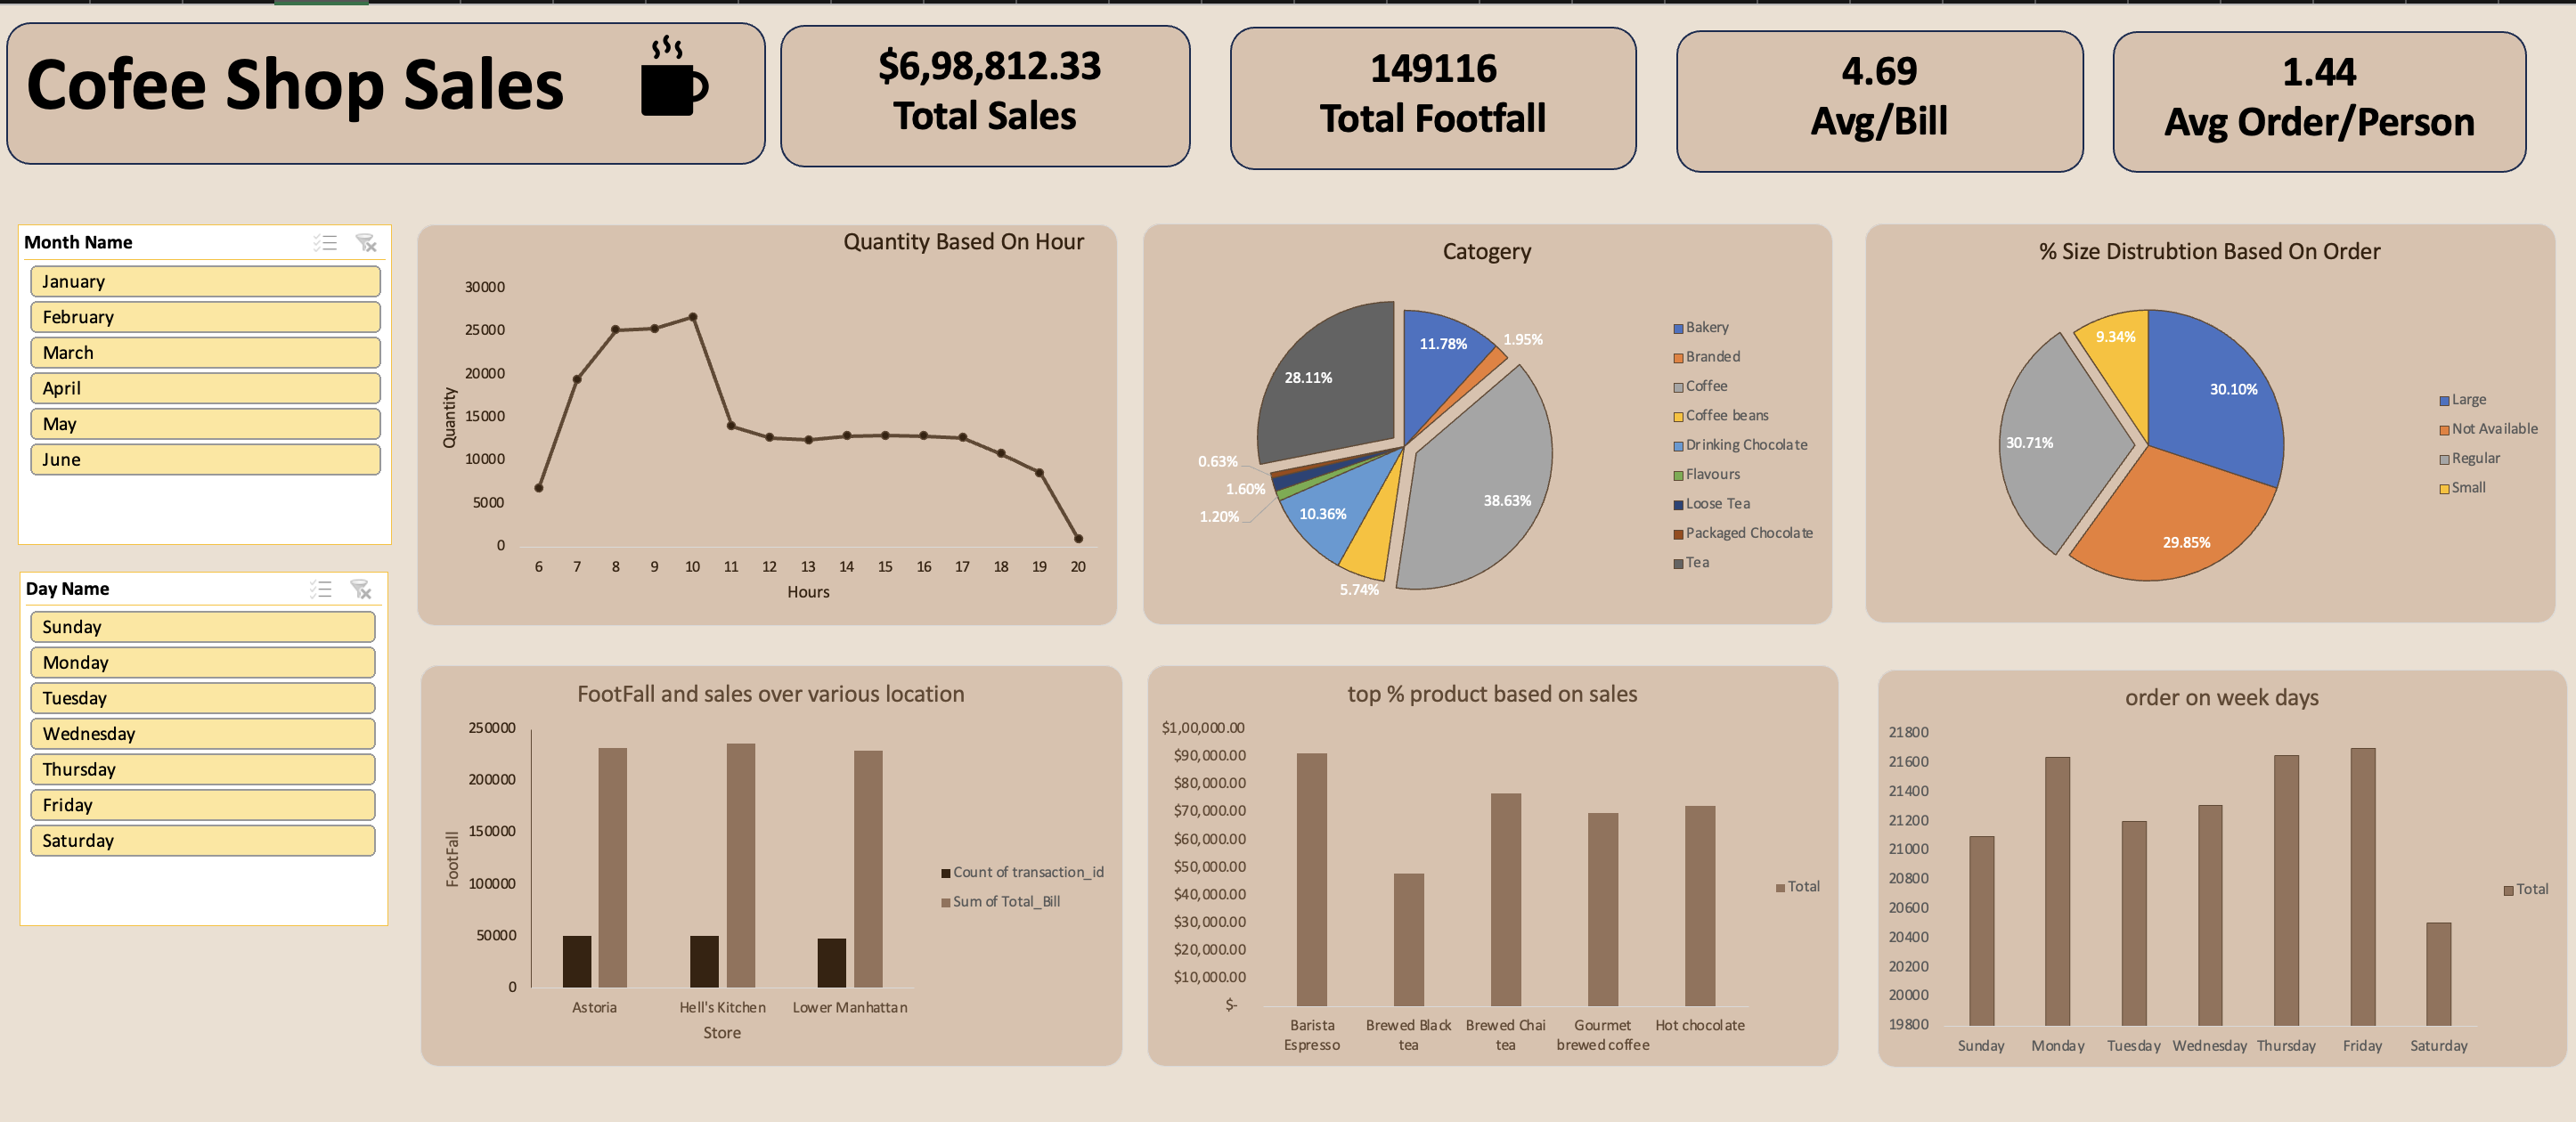 Cofee Shop Sales
$6,98,812.33
Total Sales
149116
Total Footfall
4.69
Avg/Bill
1.44
Avg Order/Person
Month Name
January
February
March
April
May
June
Day Name
Sunday
Monday
Tuesday
Wednesday
Thursday
Friday
Saturday
Quantity Based On Hour
30000
25000
20000
15000
10000
5000
0
Quantity
6 7 8 9 10 11 12 13 14 15 16 17 18 19 20
Hours
Catogery
11.78%
1.95%
28.11%
38.63%
0.63%
1.60%
1.20%
10.36%
5.74%
Bakery
Branded
Coffee
Coffee beans
Drinking Chocolate
Flavours
Loose Tea
Packaged Chocolate
Tea
% Size Distrubtion Based On Order
9.34%
30.10%
30.71%
29.85%
Large
Not Available
Regular
Small
FootFall and sales over various location
250000
200000
150000
100000
50000
0
FootFall
Astoria Hell's Kitchen Lower Manhattan
Store
Count of transaction_id
Sum of Total_Bill
top % product based on sales
$1,00,000.00
$90,000.00
$80,000.00
$70,000.00
$60,000.00
$50,000.00
$40,000.00
$30,000.00
$20,000.00
$10,000.00
$-
Barista Brewed Black Brewed Chai Gourmet Hot chocolate
Espresso tea tea brewed coffee
Total
order on week days
21800
21600
21400
21200
21000
20800
20600
20400
20200
20000
19800
Sunday Monday Tuesday Wednesday Thursday Friday Saturday
Total